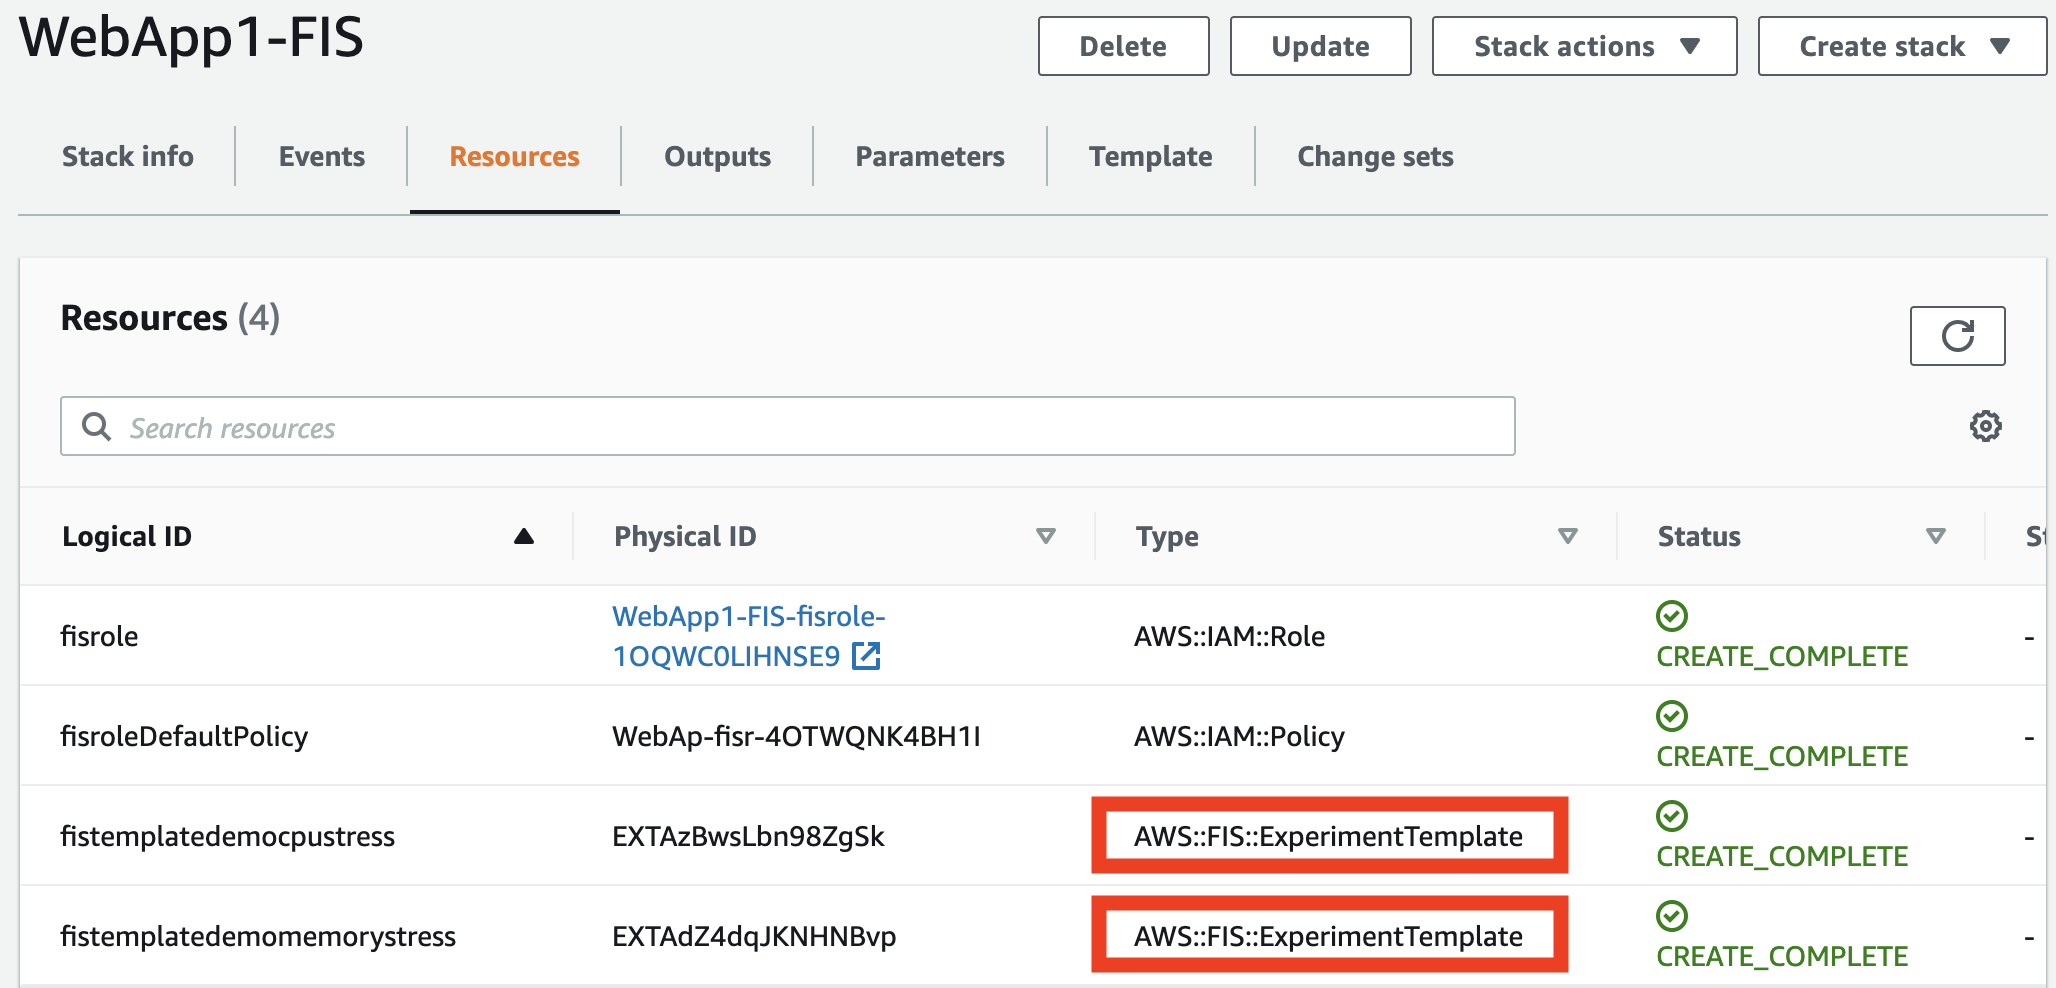 WebApp1-FIS
Delete
Update
Stack actions
Create stack
Stack info
Events
Resources
Outputs
Parameters
Template
Change sets
Resources (4)
Search resources
Logical ID
Physical ID
Type
Status
fisrole
WebApp1-FIS-fisrole-
1OQWC0LIHNSE9
AWS::IAM::Role
CREATE_COMPLETE
-
fisroleDefaultPolicy
WebAp-fisr-4OTWQNK4BH1I
AWS::IAM::Policy
CREATE_COMPLETE
-
fistemplatedemocpustress
EXTAzBwsLbn98ZgSk
AWS::FIS::ExperimentTemplate
CREATE_COMPLETE
-
fistemplatedemomemorystress
EXTAdZ4dqJKNHNBvp
AWS::FIS::ExperimentTemplate
CREATE_COMPLETE
-